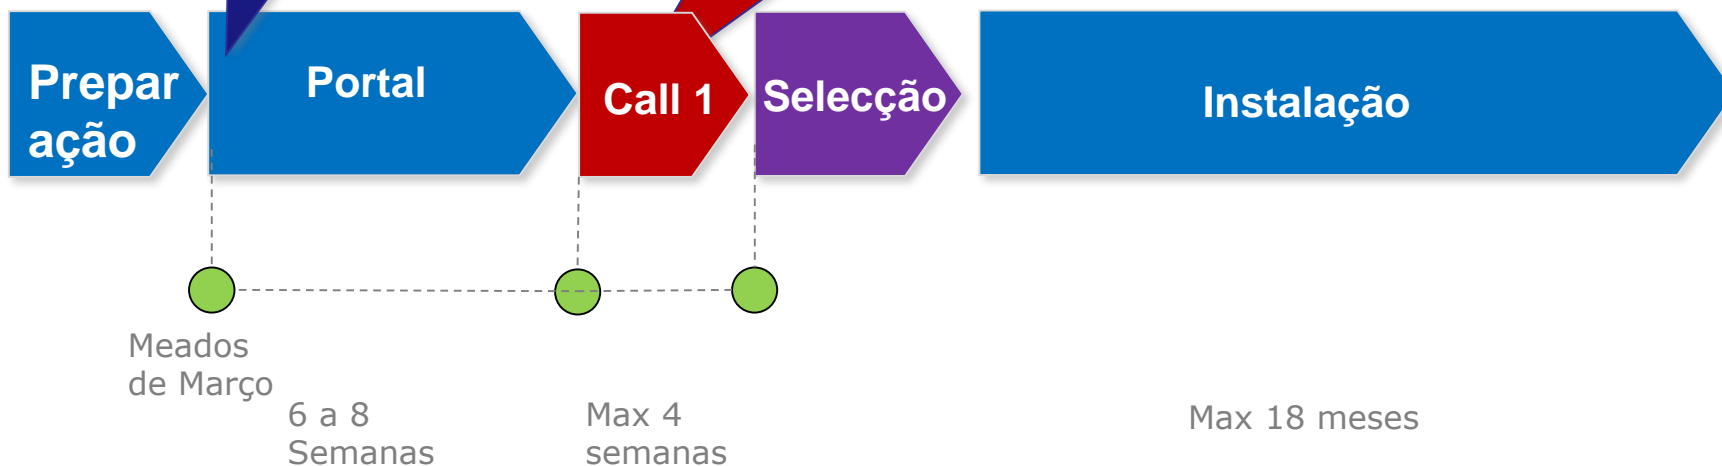 Prepar
ação
Portal
Call 1
Selecção
Instalação
Meados
de Março
6 a 8
Semanas
Max 4
semanas
Max 18 meses